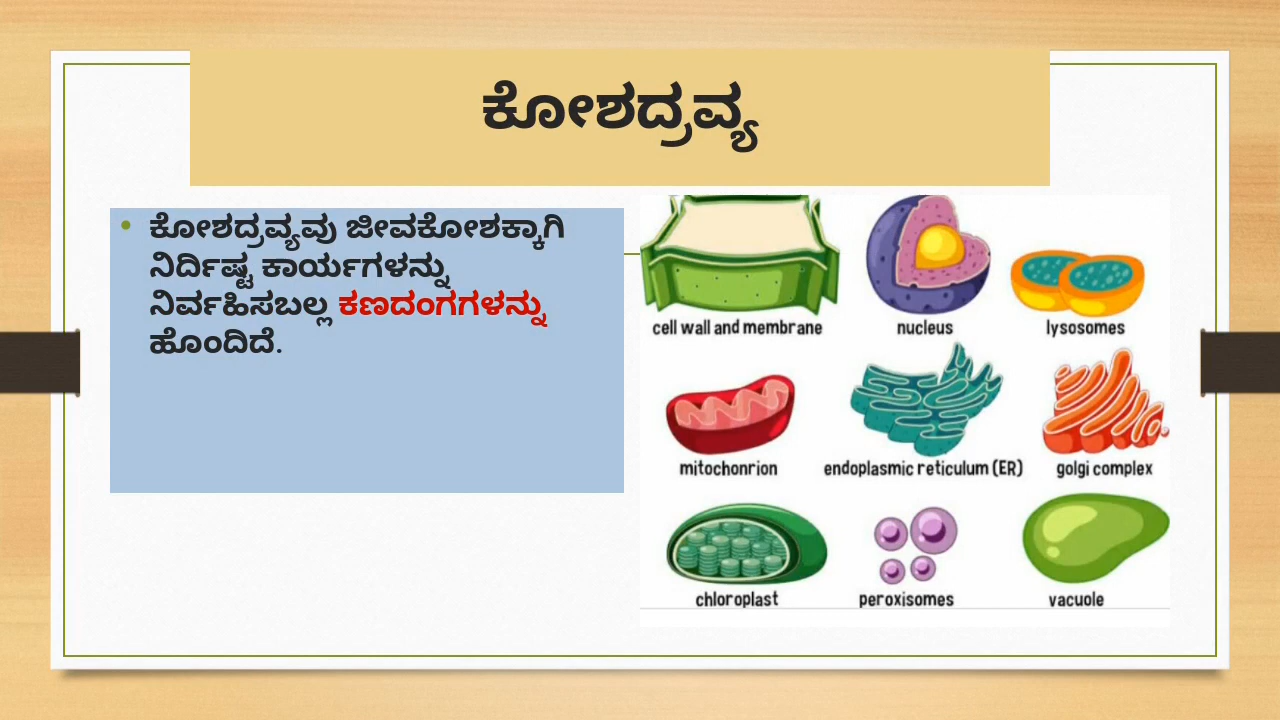 ಕೋಶದ್ರವ್ಯ
• ಕೋಶದ್ರವ್ಯವು ಜೀವಕೋಶಕ್ಕಾಗಿ
ನಿರ್ದಿಷ್ಟ ಕಾರ್ಯಗಳನ್ನು
ನಿರ್ವಹಿಸಬಲ್ಲ ಕಣದಂಗಗಳನ್ನು
ಹೊಂದಿದೆ.
cell wall and membrane
nucleus
lysosomes
mitochonrion
endoplasmic reticulum (ER)
golgi complex
chloroplast
peroxisomes
vacuole